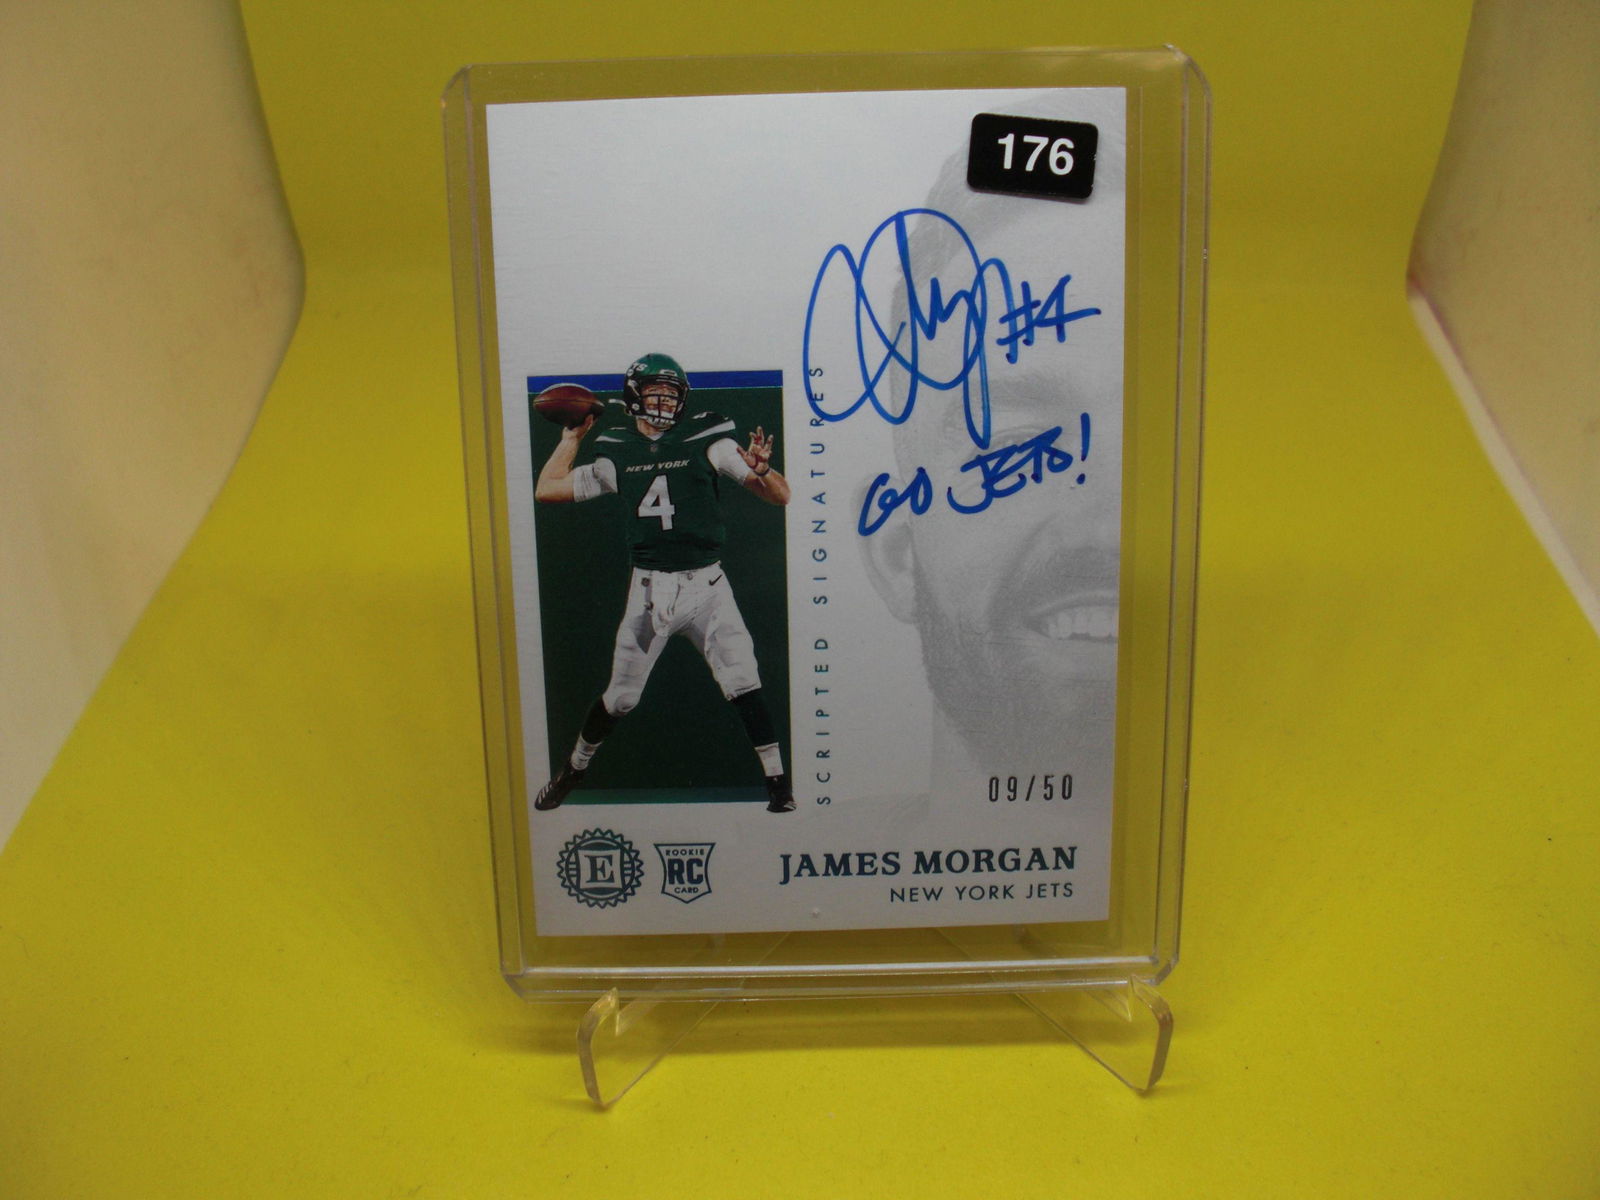 176
#4
GO JETS!
NEW YORK
4
SCRIPTED SIGNATURES
09/50
E
ROOKIE
RC
CARD
JAMES MORGAN
NEW YORK JETS